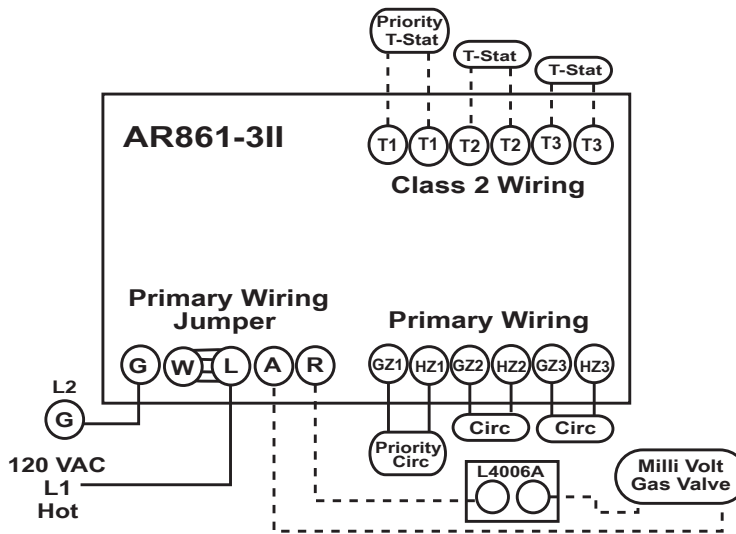 Priority
T-Stat
T-Stat
T-Stat
AR861-3II
T1 T1 T2 T2 T3 T3
Class 2 Wiring
Primary Wiring
Jumper
Primary Wiring
G W L A R
GZ1 HZ1 GZ2 HZ2 GZ3 HZ3
L2
G
Priority
Circ
Circ
Circ
120 VAC
L1
Hot
L4006A
Milli Volt
Gas Valve